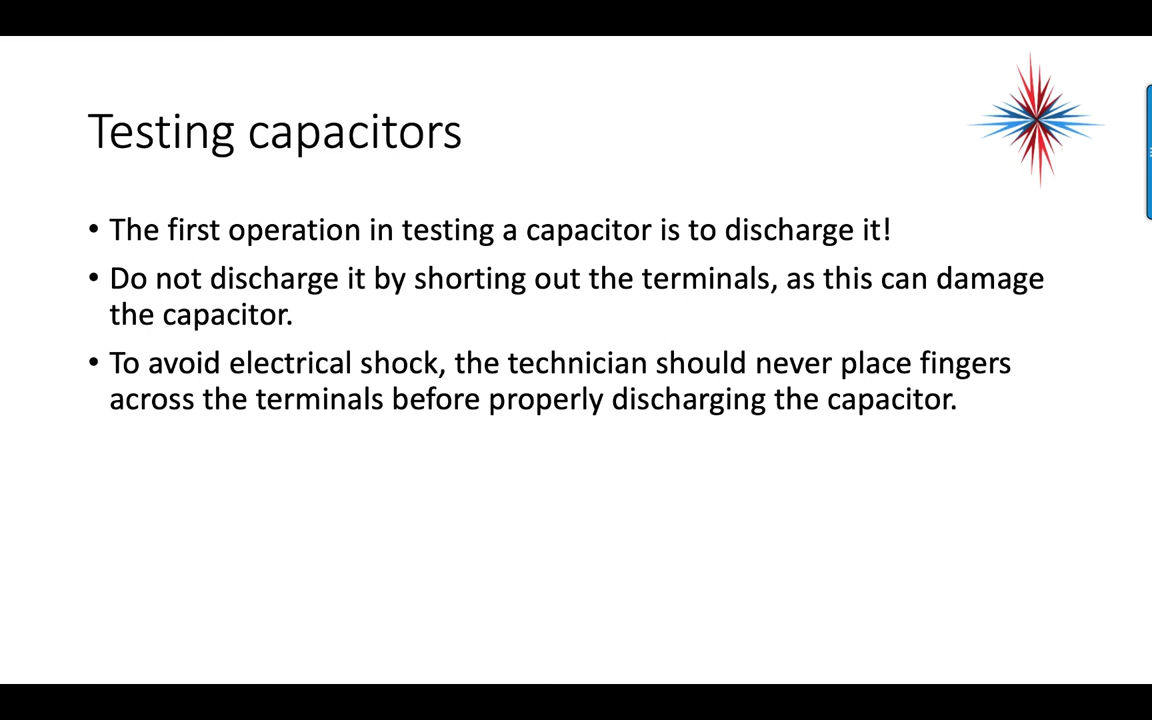 Testing capacitors
• The first operation in testing a capacitor is to discharge it!
• Do not discharge it by shorting out the terminals, as this can damage
the capacitor.
• To avoid electrical shock, the technician should never place fingers
across the terminals before properly discharging the capacitor.